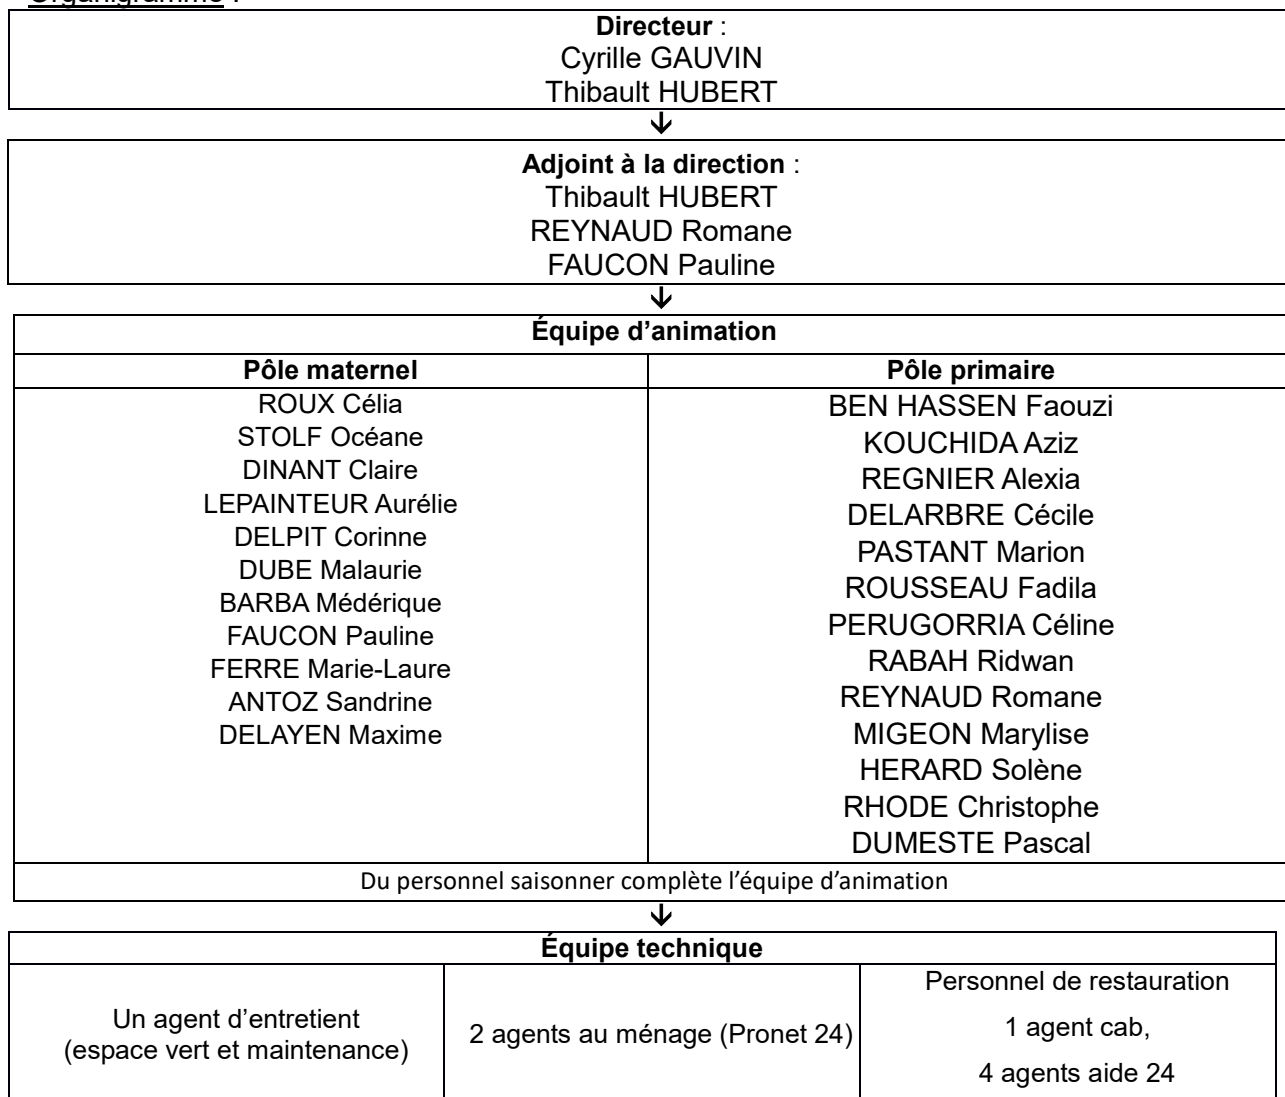 Organigramme :
Directeur :
Cyrille GAUVIN
Thibault HUBERT
↓
Adjoint à la direction :
Thibault HUBERT
REYNAUD Romane
FAUCON Pauline
↓
Équipe d’animation
Pôle maternel
ROUX Célia
STOLF Océane
DINANT Claire
LEPAINTEUR Aurélie
DELPIT Corinne
DUBE Malaurie
BARBA Médérique
FAUCON Pauline
FERRE Marie-Laure
ANTOZ Sandrine
DELAYEN Maxime
Pôle primaire
BEN HASSEN Faouzi
KOUCHIDA Aziz
REGNIER Alexia
DELARBRE Cécile
PASTANT Marion
ROUSSEAU Fadila
PERUGORRIA Céline
RABAH Ridwan
REYNAUD Romane
MIGEON Marylise
HERARD Solène
RHODE Christophe
DUMESTE Pascal
Du personnel saisonner complète l’équipe d’animation
↓
Équipe technique
Un agent d’entretient
(espace vert et maintenance)
2 agents au ménage (Pronet 24)
Personnel de restauration
1 agent cab,
4 agents aide 24